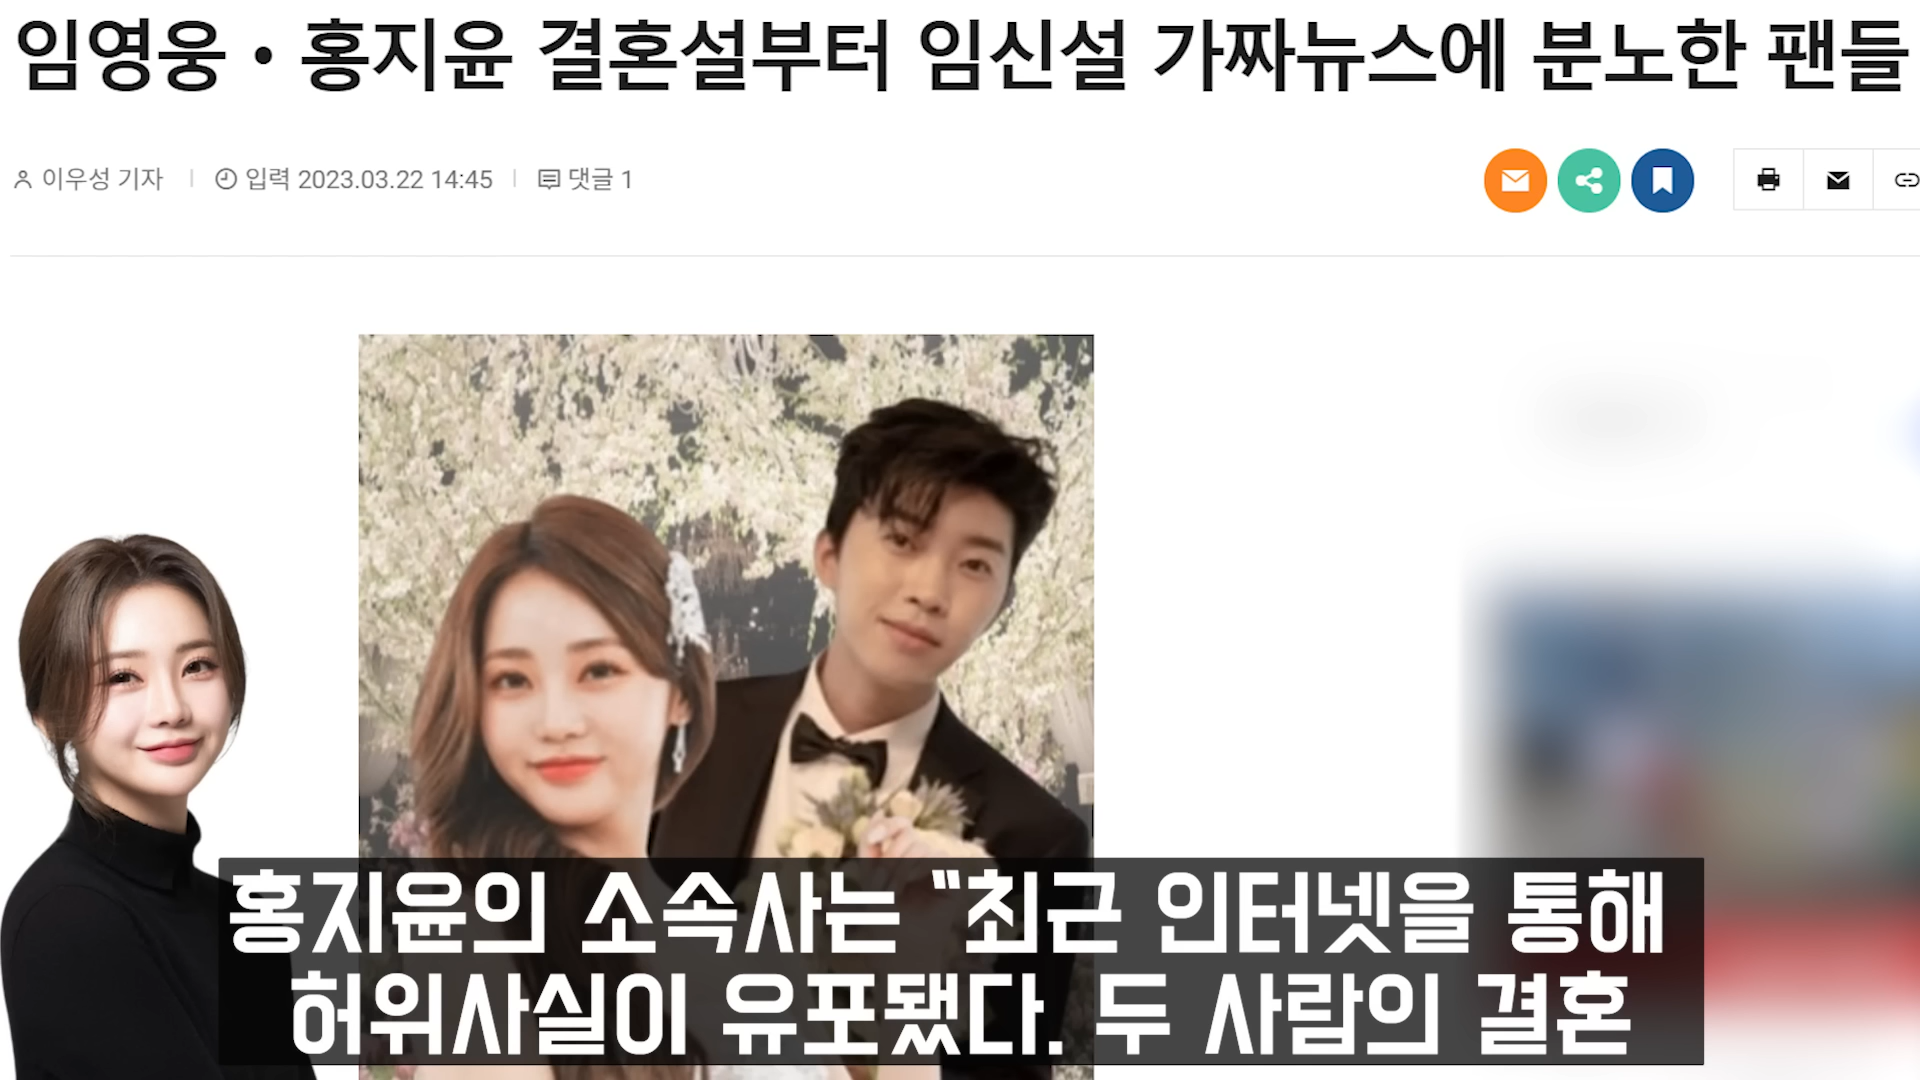 임영웅·홍지윤 결혼설부터 임신설 가짜뉴스에 분노한 팬들
이우성 기자 | 입력 2023.03.22 14:45 | 댓글 1
홍지윤의 소속사는 "최근 인터넷을 통해
허위사실이 유포됐다. 두 사람의 결혼